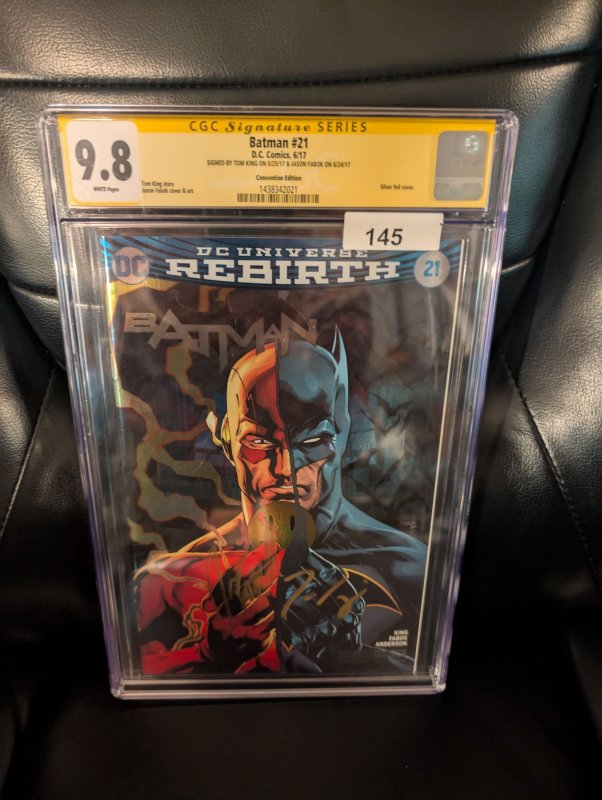 CGC Signature SERIES
9.8
WHITE Pages
Batman #21
D.C. Comics, 6/17
SIGNED BY TOM KING ON 5/25/17 & JASON FABOK ON 6/24/17
Convention Edition
Tom King story
Jason Fabok cover & art
Silver foil cover.
1438342021
145
DC UNIVERSE
REBIRTH
DC
21
BATMAN
KING
FABOK
ANDERSON